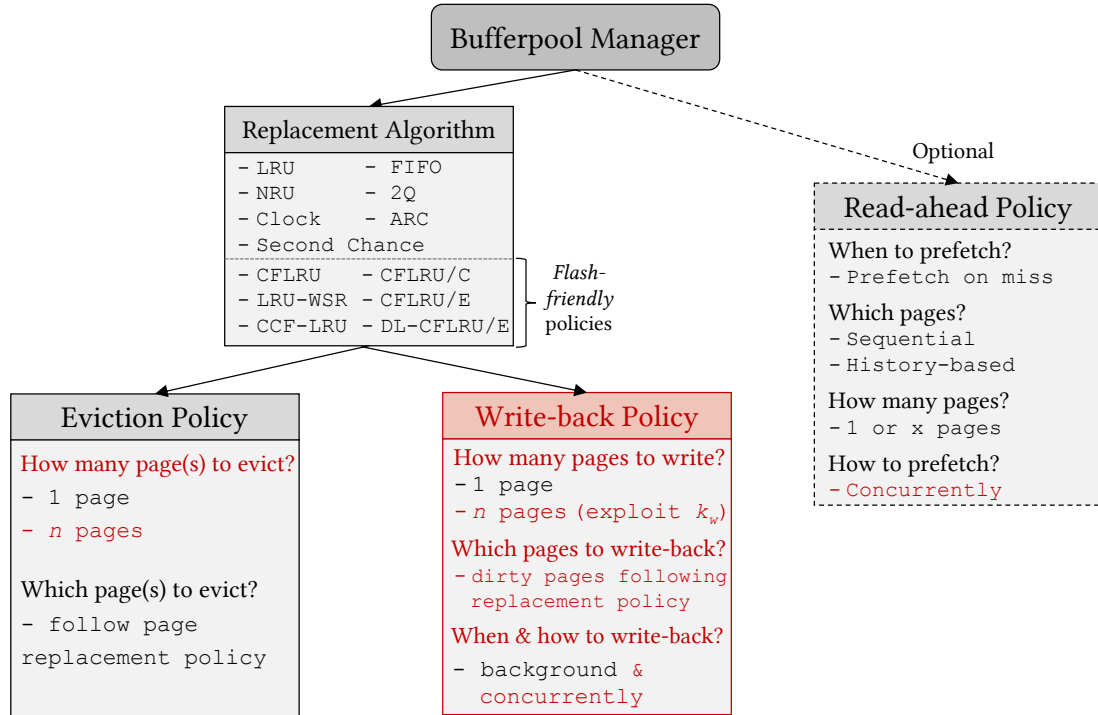 Bufferpool Manager
Replacement Algorithm
- LRU - FIFO
- NRU - 2Q
- Clock - ARC
- Second Chance
- CFLRU - CFLRU/C
- LRU-WSR - CFLRU/E
- CCF-LRU - DL-CFLRU/E
Flash-
friendly
policies
Optional
Read-ahead Policy
When to prefetch?
- Prefetch on miss
Which pages?
- Sequential
- History-based
How many pages?
- 1 or x pages
How to prefetch?
- Concurrently
Eviction Policy
How many page(s) to evict?
- 1 page
- n pages
Which page(s) to evict?
- follow page
replacement policy
Write-back Policy
How many pages to write?
- 1 page
- n pages (exploit k_w)
Which pages to write-back?
- dirty pages following
replacement policy
When & how to write-back?
- background &
concurrently